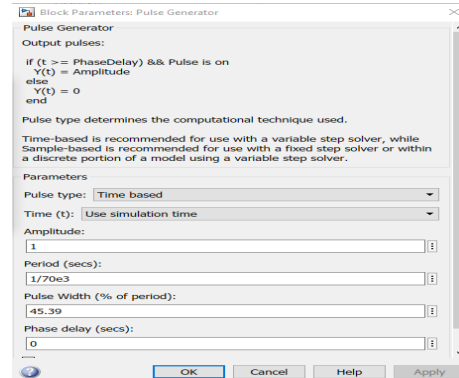 Block Parameters: Pulse Generator
Pulse Generator
Output pulses:
if (t >= PhaseDelay) && Pulse is on
Y(t) = Amplitude
else
Y(t) = 0
end
Pulse type determines the computational technique used.
Time-based is recommended for use with a variable step solver, while
Sample-based is recommended for use with a fixed step solver or within
a discrete portion of a model using a variable step solver.
Parameters
Pulse type: Time based
Time (t): Use simulation time
Amplitude:
1
Period (secs):
1/70e3
Pulse Width (% of period):
45.39
Phase delay (secs):
0
OK Cancel Help Apply